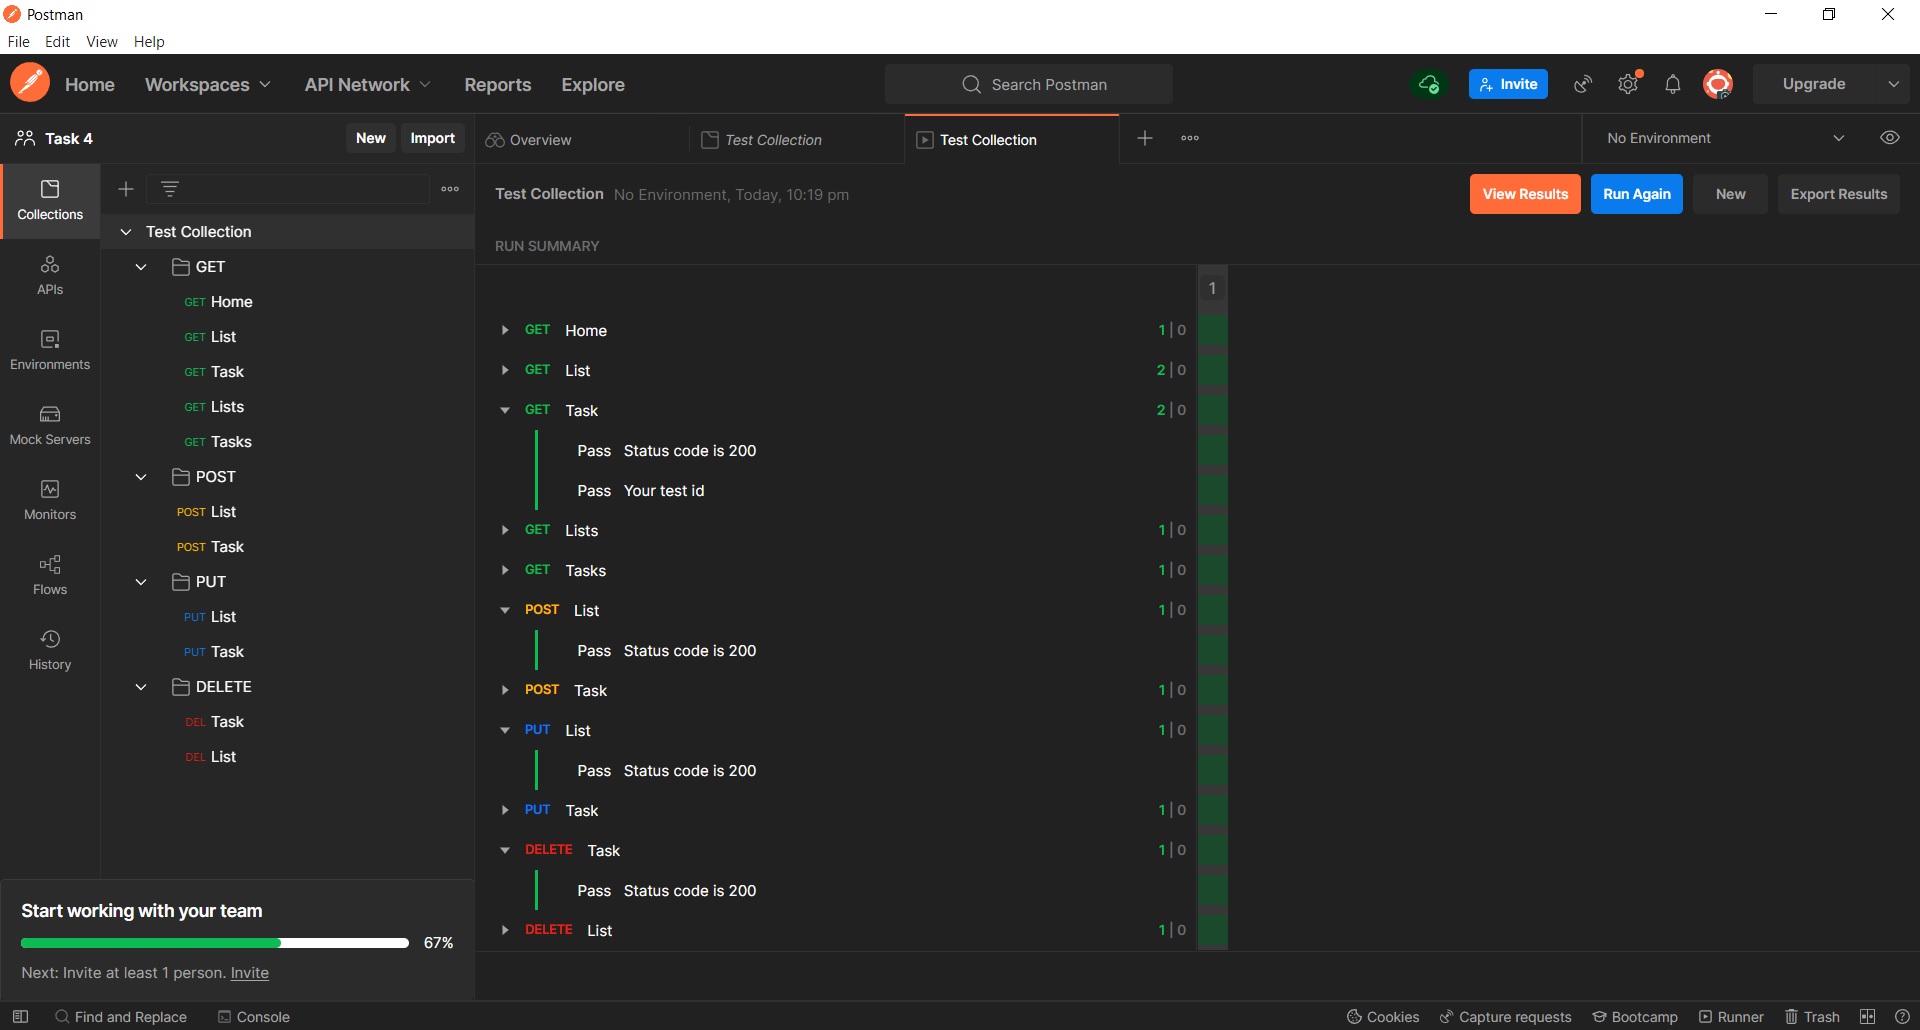 Postman
File Edit View Help
Home Workspaces API Network Reports Explore Search Postman Invite Upgrade
Task 4 New Import Overview Test Collection Test Collection No Environment
Collections
APIs
Environments
Mock Servers
Monitors
Flows
History
Test Collection
GET
GET Home
GET List
GET Task
GET Lists
GET Tasks
POST
POST List
POST Task
PUT
PUT List
PUT Task
DELETE
DEL Task
DEL List
Start working with your team
67%
Next: Invite at least 1 person. Invite
Test Collection No Environment, Today, 10:19 pm View Results Run Again New Export Results
RUN SUMMARY
1
GET Home 1 | 0
GET List 2 | 0
GET Task 2 | 0
Pass Status code is 200
Pass Your test id
GET Lists 1 | 0
GET Tasks 1 | 0
POST List 1 | 0
Pass Status code is 200
POST Task 1 | 0
PUT List 1 | 0
Pass Status code is 200
PUT Task 1 | 0
DELETE Task 1 | 0
Pass Status code is 200
DELETE List 1 | 0
Find and Replace Console Cookies Capture requests Bootcamp Runner Trash